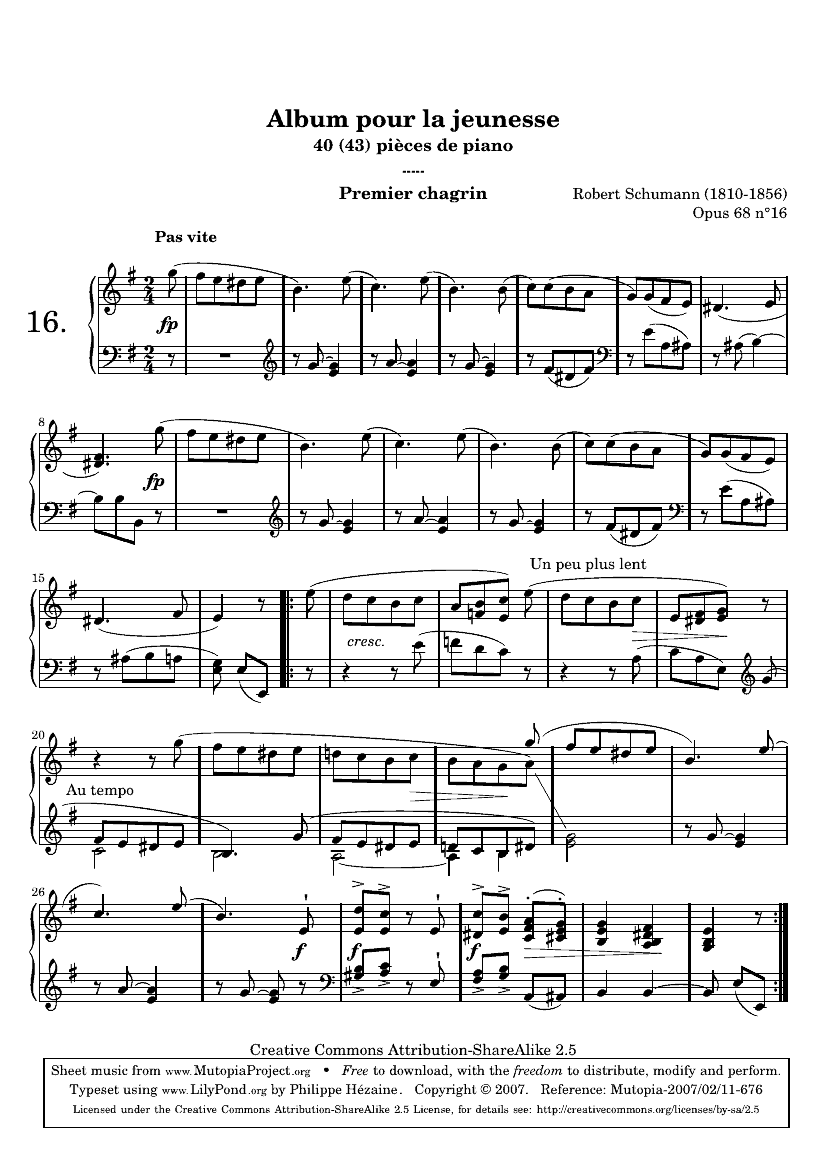 Album pour la jeunesse
40 (43) pièces de piano
-----
Premier chagrin
Robert Schumann (1810-1856)
Opus 68 n°16
Pas vite
16.
fp
8
fp
15
Un peu plus lent
cresc.
20
Au tempo
26
f f f
Creative Commons Attribution-ShareAlike 2.5
Sheet music from www.MutopiaProject.org • Free to download, with the freedom to distribute, modify and perform.
Typeset using www.LilyPond.org by Philippe Hézaine. Copyright © 2007. Reference: Mutopia-2007/02/11-676
Licensed under the Creative Commons Attribution-ShareAlike 2.5 License, for details see: http://creativecommons.org/licenses/by-sa/2.5